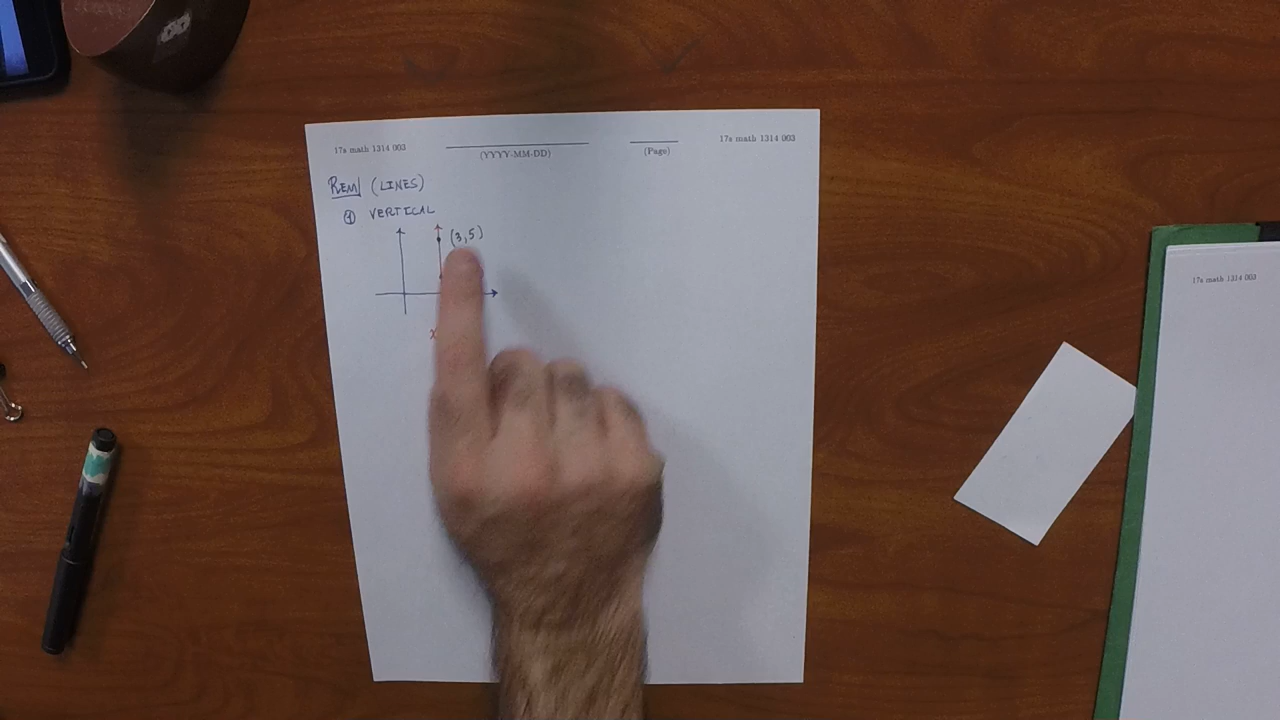 17s math 1314 003
(YYYY-MM-DD)
(Page)
17s math 1314 003
REM (LINES)
① VERTICAL
(3,5)
x
17s math 1314 003